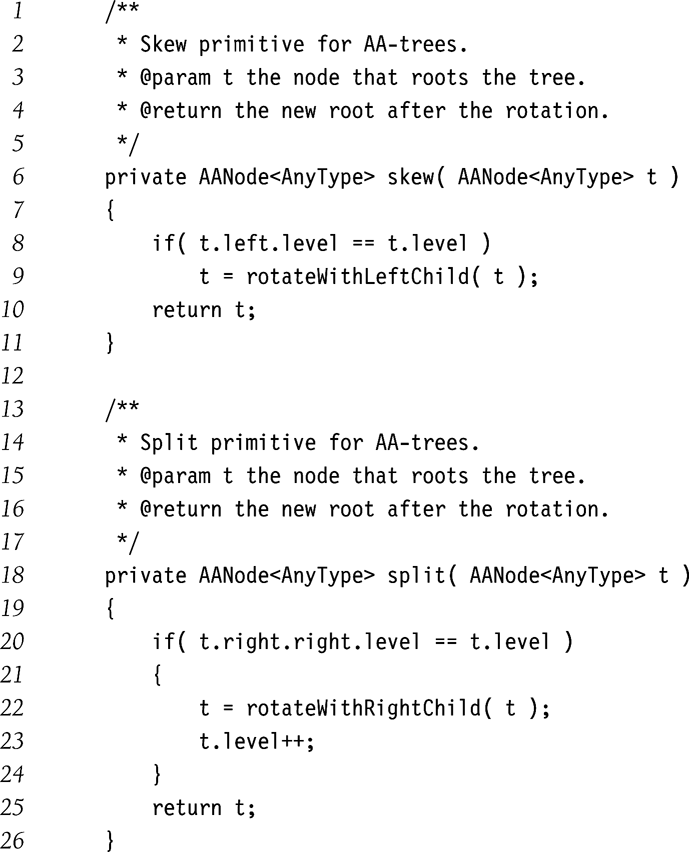 1 /**
2 * Skew primitive for AA-trees.
3 * @param t the node that roots the tree.
4 * @return the new root after the rotation.
5 */
6 private AANode<AnyType> skew( AANode<AnyType> t )
7 {
8 if( t.left.level == t.level )
9 t = rotateWithLeftChild( t );
10 return t;
11 }
12
13 /**
14 * Split primitive for AA-trees.
15 * @param t the node that roots the tree.
16 * @return the new root after the rotation.
17 */
18 private AANode<AnyType> split( AANode<AnyType> t )
19 {
20 if( t.right.right.level == t.level )
21 {
22 t = rotateWithRightChild( t );
23 t.level++;
24 }
25 return t;
26 }